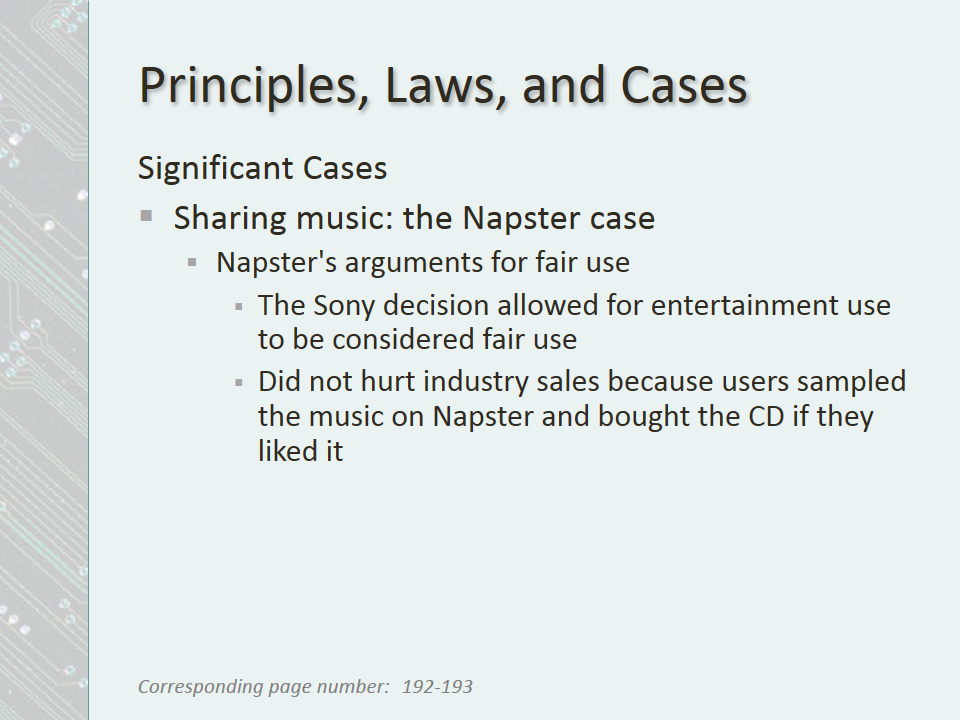 Principles, Laws, and Cases
Significant Cases
Sharing music: the Napster case
Napster's arguments for fair use
The Sony decision allowed for entertainment use
to be considered fair use
Did not hurt industry sales because users sampled
the music on Napster and bought the CD if they
liked it
Corresponding page number: 192-193